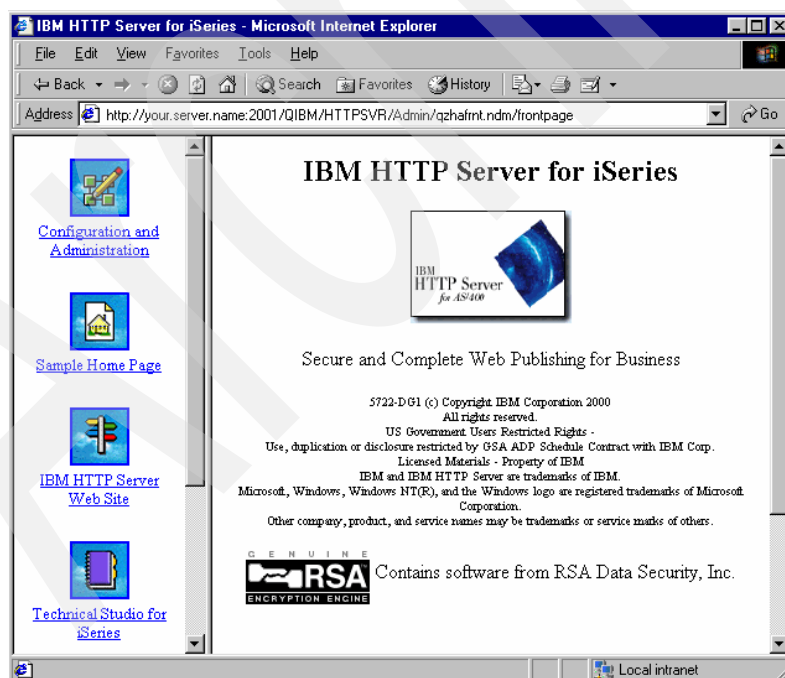 IBM HTTP Server for iSeries - Microsoft Internet Explorer
File Edit View Favorites Tools Help
Back Search Favorites History
Address http://your.server.name:2001/QIBM/HTTPSVR/Admin/qzhafrnt.ndm/frontpage Go
Configuration and
Administration
Sample Home Page
IBM HTTP Server
Web Site
Technical Studio for
iSeries
IBM HTTP Server for iSeries
IBM
HTTP Server
for AS/400
Secure and Complete Web Publishing for Business
5722-DG1 (c) Copyright IBM Corporation 2000
All rights reserved.
US Government Users Restricted Rights -
Use, duplication or disclosure restricted by GSA ADP Schedule Contract with IBM Corp.
Licensed Materials - Property of IBM
IBM and IBM HTTP Server are trademarks of IBM.
Microsoft, Windows, Windows NT(R), and the Windows logo are registered trademarks of Microsoft
Corporation.
Other company, product, and service names may be trademarks or service marks of others.
GENUINE
RSA
ENCRYPTION ENGINE
Contains software from RSA Data Security, Inc.
Local intranet